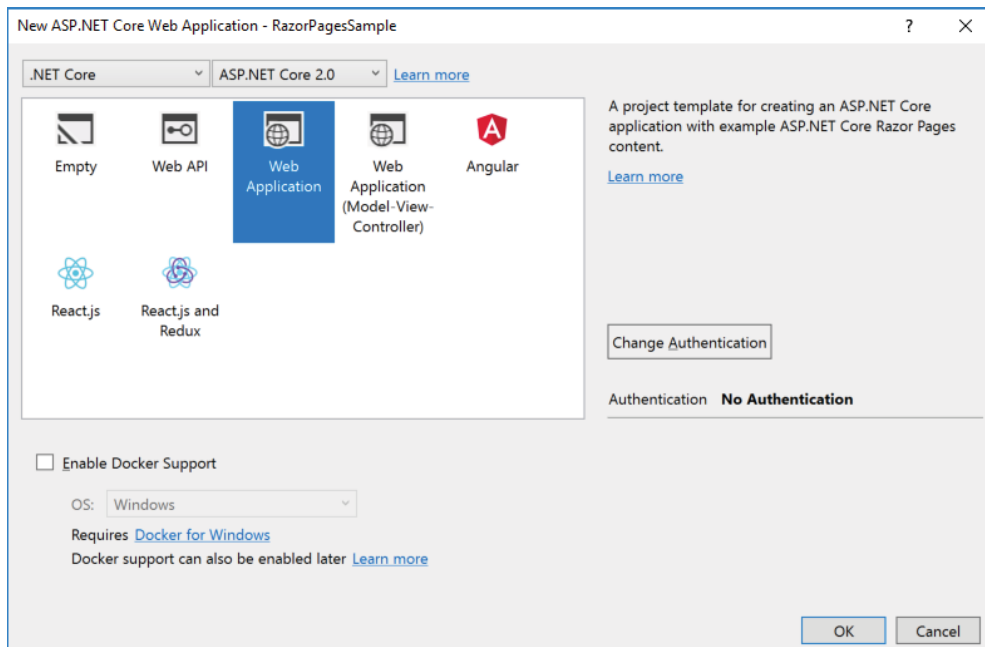 New ASP.NET Core Web Application - RazorPagesSample
?
.NET Core
ASP.NET Core 2.0
Learn more
Empty
Web API
Web
Application
Web
Application
(Model-View-
Controller)
Angular
React.js
React.js and
Redux
A project template for creating an ASP.NET Core
application with example ASP.NET Core Razor Pages
content.
Learn more
Change Authentication
Authentication No Authentication
Enable Docker Support
OS: Windows
Requires Docker for Windows
Docker support can also be enabled later Learn more
OK
Cancel